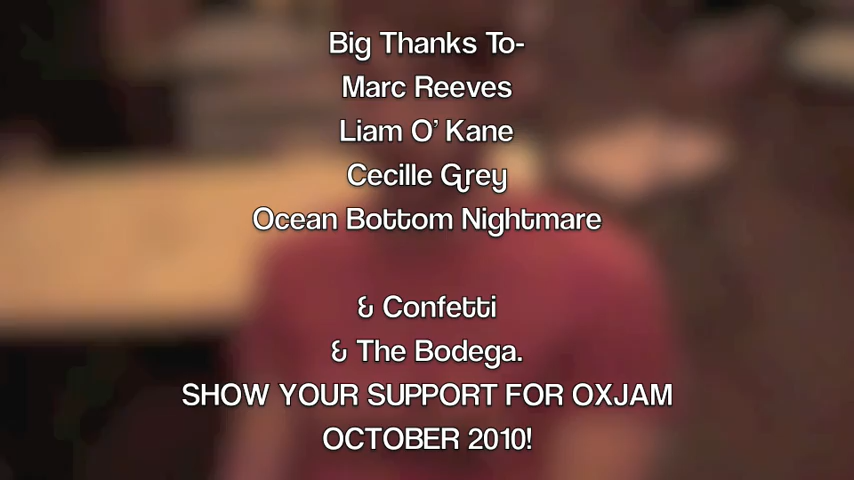 Big Thanks To-
Marc Reeves
Liam O' Kane
Cecille Grey
Ocean Bottom Nightmare
& Confetti
& The Bodega.
SHOW YOUR SUPPORT FOR OXJAM
OCTOBER 2010!